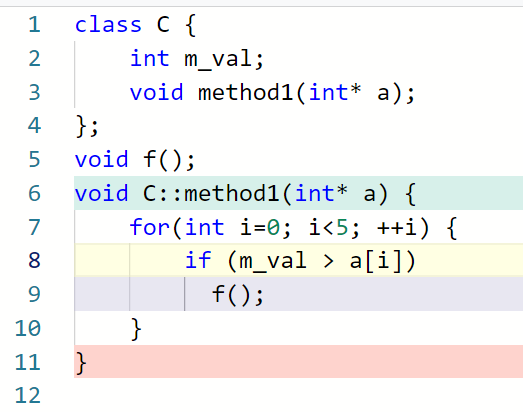 1 class C {
2     int m_val;
3     void method1(int* a);
4 };
5 void f();
6 void C::method1(int* a) {
7     for(int i=0; i<5; ++i) {
8         if (m_val > a[i])
9           f();
10     }
11 }
12